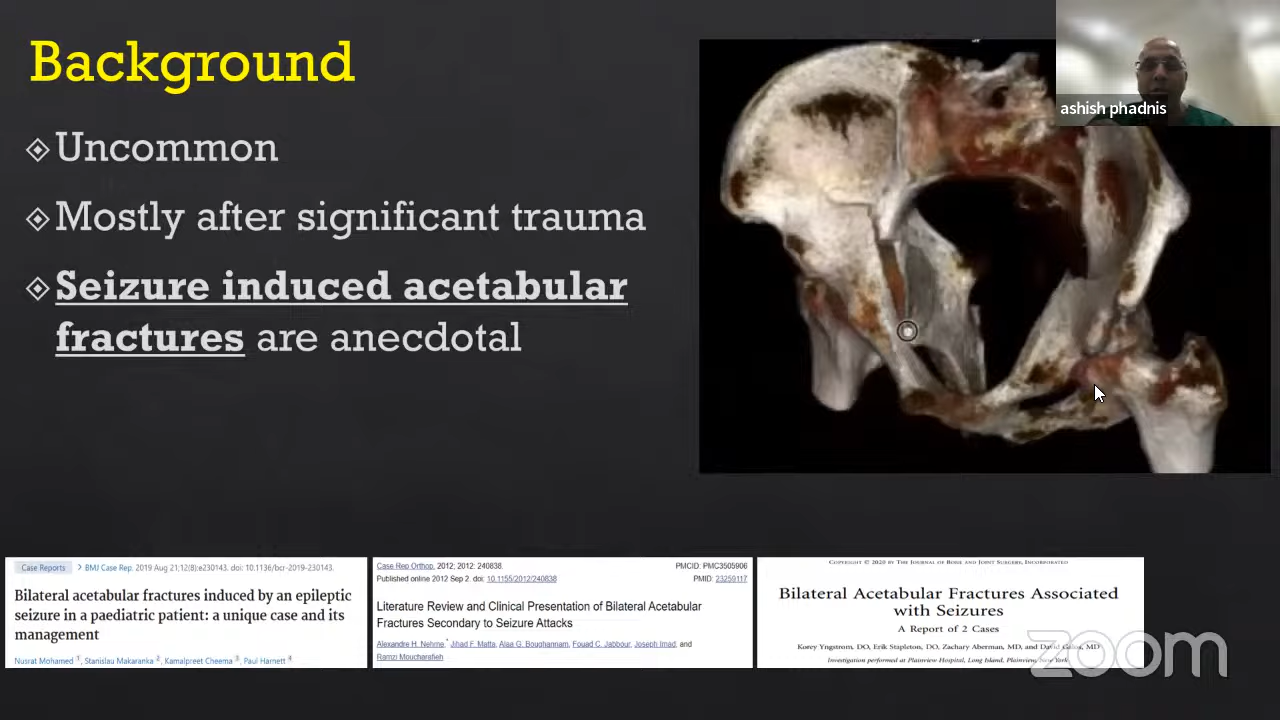 Background
ashish phadnis
Uncommon
Mostly after significant trauma
Seizure induced acetabular
fractures are anecdotal
Case Reports > BMJ Case Rep. 2019 Aug 21;12(8):e230143. doi: 10.1136/bcr-2019-230143.
Bilateral acetabular fractures induced by an epileptic
seizure in a paediatric patient: a unique case and its
management
Nusrat Mohamed 1, Stanislau Makaranka 2, Kamalpreet Cheema 3, Paul Harnett 4
Case Rep Orthop. 2012; 2012: 240838.
PMCID: PMC3505906
Published online 2012 Sep 2. doi: 10.1155/2012/240838
PMID: 23259117
Literature Review and Clinical Presentation of Bilateral Acetabular
Fractures Secondary to Seizure Attacks
Alexandre H. Nehme,* Jihad F. Matta, Alaa G. Boughannam, Fouad C. Jabbour, Joseph Imad, and
Ramzi Moucharafieh
Copyright © 2020 by The Journal of Bone and Joint Surgery, Incorporated
Bilateral Acetabular Fractures Associated
with Seizures
A Report of 2 Cases
Korey Yngstrom, DO, Erik Stapleton, DO, Zachary Aberman, MD, and David Galos, MD
Investigation performed at Plainview Hospital, Long Island, Plainview, New York
zoom